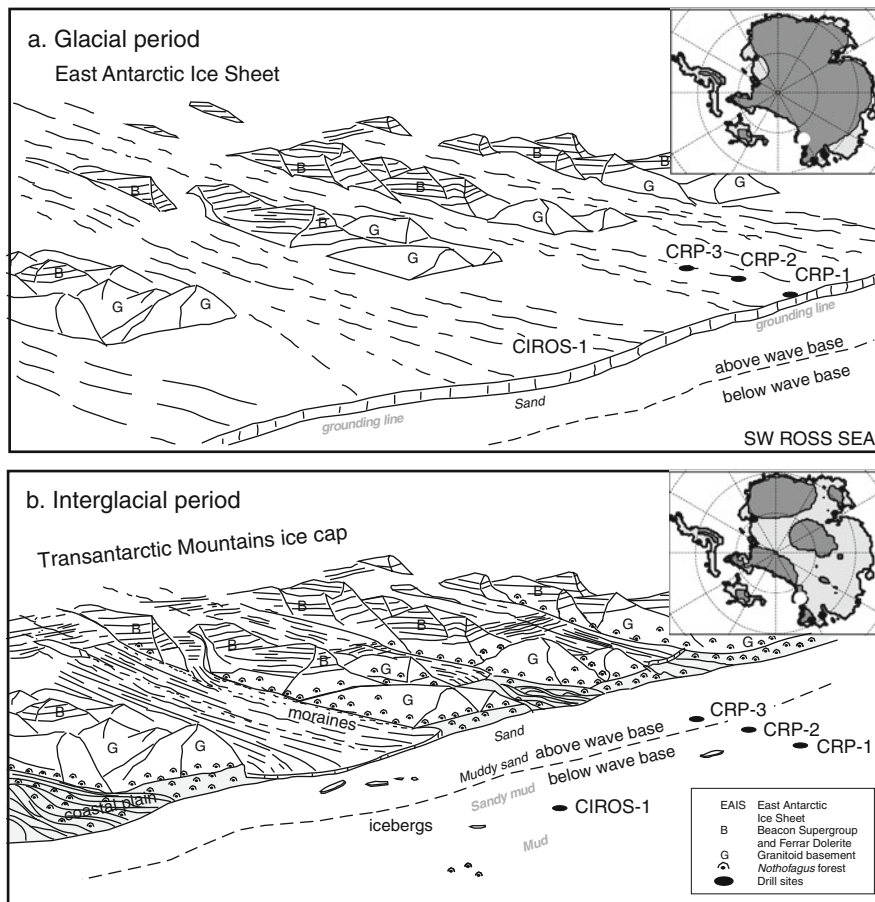 a. Glacial period
East Antarctic Ice Sheet
B
B
B
B
G
G
B
B
G
G
G
B
G
G
CRP-3
CRP-2
CRP-1
grounding line
CIROS-1
above wave base
below wave base
Sand
grounding line
SW ROSS SEA
b. Interglacial period
Transantarctic Mountains ice cap
B
B
B
B
G
G
B
B
G
G
G
B
G
G
moraines
coastal plain
CRP-3
CRP-2
CRP-1
Sand
above wave base
Muddy sand
below wave base
Sandy mud
CIROS-1
icebergs
Mud
EAIS East Antarctic
Ice Sheet
B Beacon Supergroup
and Ferrar Dolerite
G Granitoid basement
Nothofagus forest
Drill sites